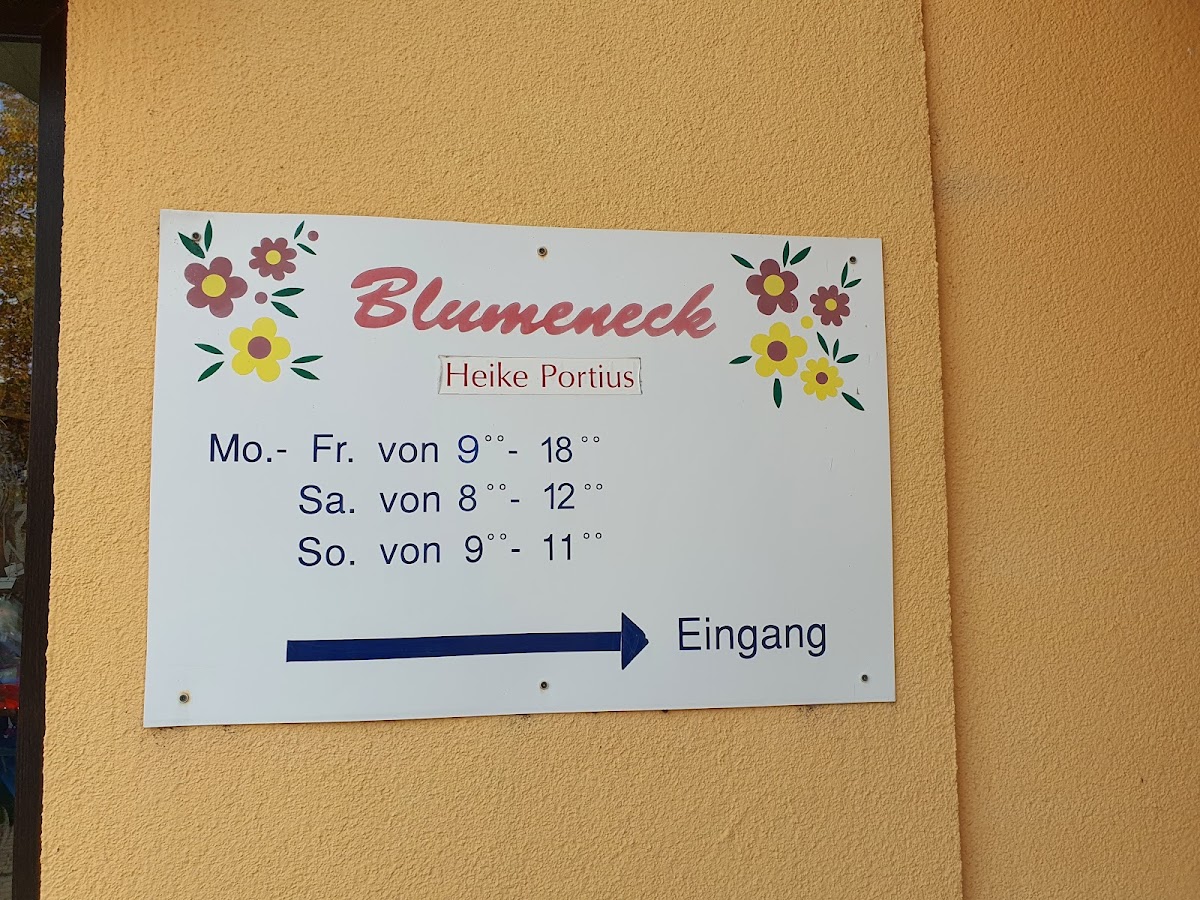 Blumeneck
Heike Portius
Mo.- Fr. von 9°°- 18°°
Sa. von 8°°- 12°°
So. von 9°°- 11°°
Eingang